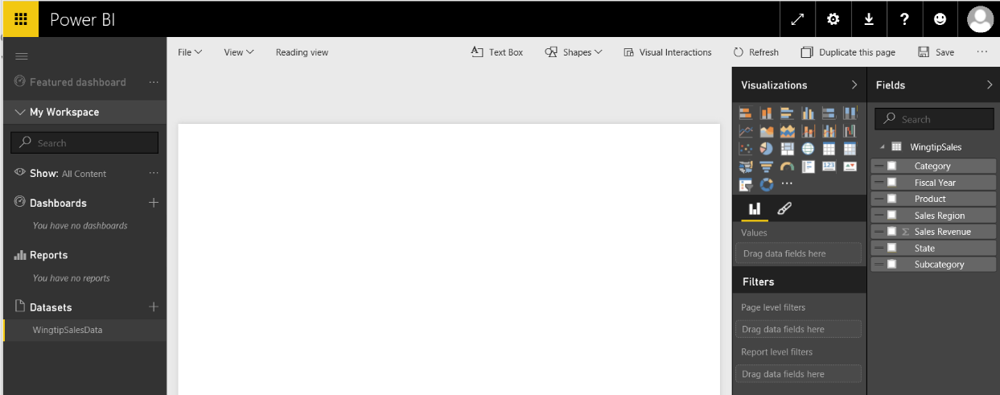 Power BI
?
File
View
Reading view
Text Box
Shapes
Visual Interactions
Refresh
Duplicate this page
Save
...
Featured dashboard
...
My Workspace
Search
Show: All Content
...
Dashboards
You have no dashboards
Reports
You have no reports
Datasets
WingtipSalesData
Visualizations
123
...
Values
Drag data fields here
Filters
Page level filters
Drag data fields here
Report level filters
Drag data fields here
Fields
Search
WingtipSales
Category
Fiscal Year
Product
Sales Region
Σ Sales Revenue
State
Subcategory